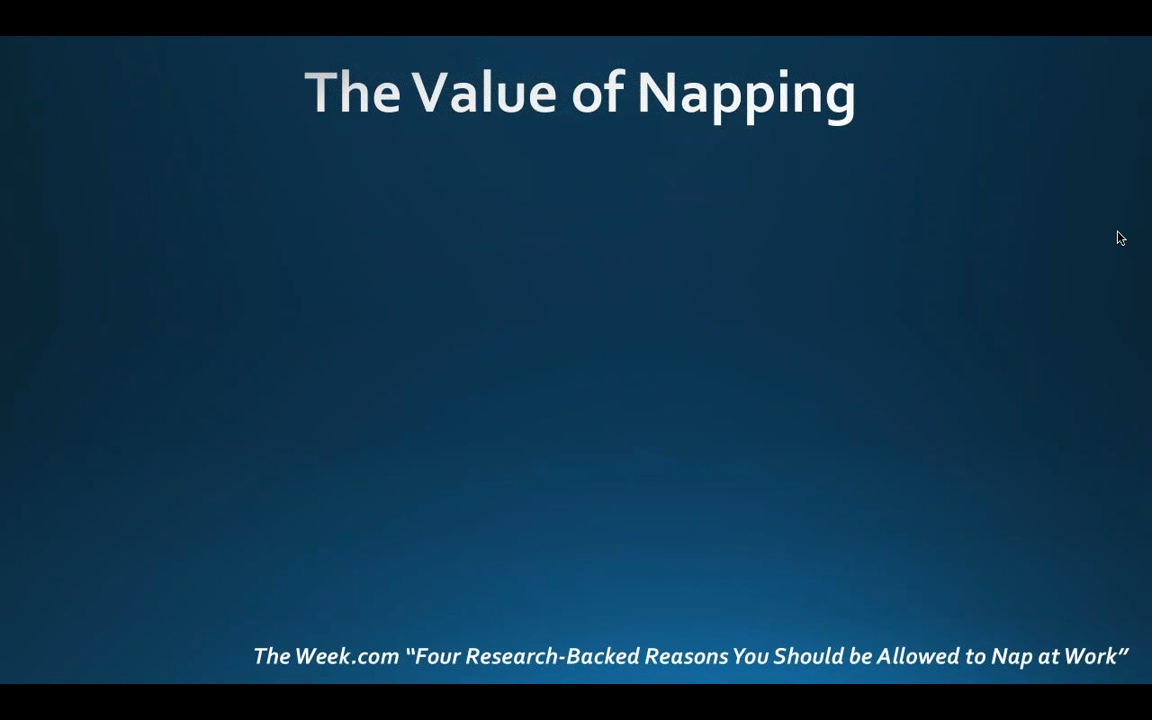 The Value of Napping
The Week.com “Four Research-Backed Reasons You Should be Allowed to Nap at Work”